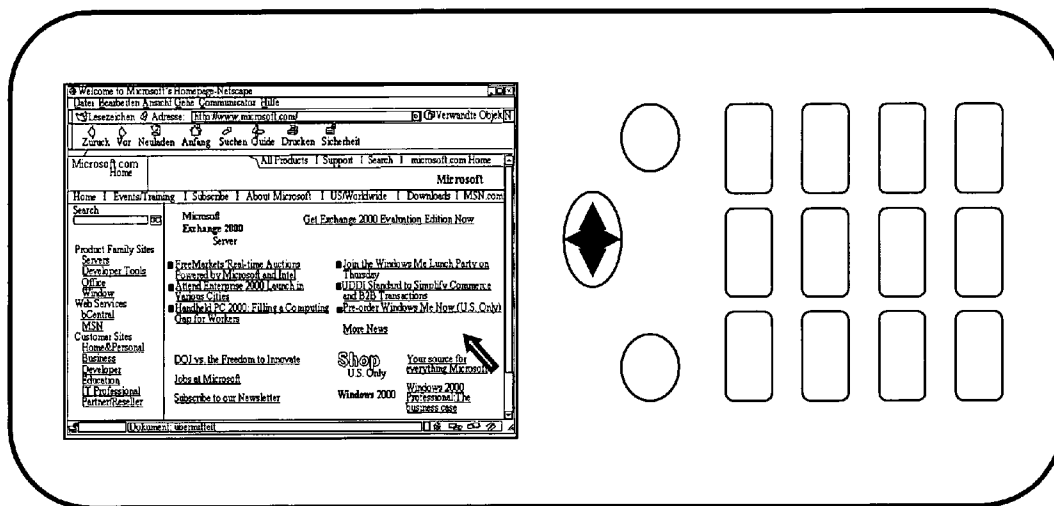 Welcome to Microsoft's Homepage-Netscape
Datei Bearbeiten Ansicht Gehe Communicator Hilfe
Lesezeichen Adresse: http://www.microsoft.com/ Verwandte Objek N
Zurück Vor Neuladen Anfang Suchen Guide Drucken Sicherheit
Microsoft.com
Home
All Products | Support | Search | microsoft.com Home
Microsoft
Home | Events/Training | Subscribe | About Microsoft | US/Worldwide | Downloads | MSN.com
Search
Product Family Sites
Servers
Developer Tools
Office
Window
Web Services
bCentral
MSN
Customer Sites
Home&Personal
Business
Developer
Education
IT Professional
Partner/Reseller
Microsoft
Exchange 2000
Server
Get Exchange 2000 Evaluation Edition Now
FreeMarkets'Real-time Auctions
Powered by Microsoft and Intel
Attend Enterprise 2000 Launch in
Various Cities
Handheld PC 2000: Filling a Computing
Gap for Workers
Join the Windows Me Lunch Party on
Thursday
UDDI Standard to Simplify Commerce
and B2B Transactions
Pre-order Windows Me Now (U.S. Only)
More News
DOJ vs. the Freedom to Innovate
Jobs at Microsoft
Subscribe to our Newsletter
Shop
U.S. Only
Your source for
everything Microsoft
Windows 2000
Windows 2000
Professional:The
business case
Dokument: übermittelt